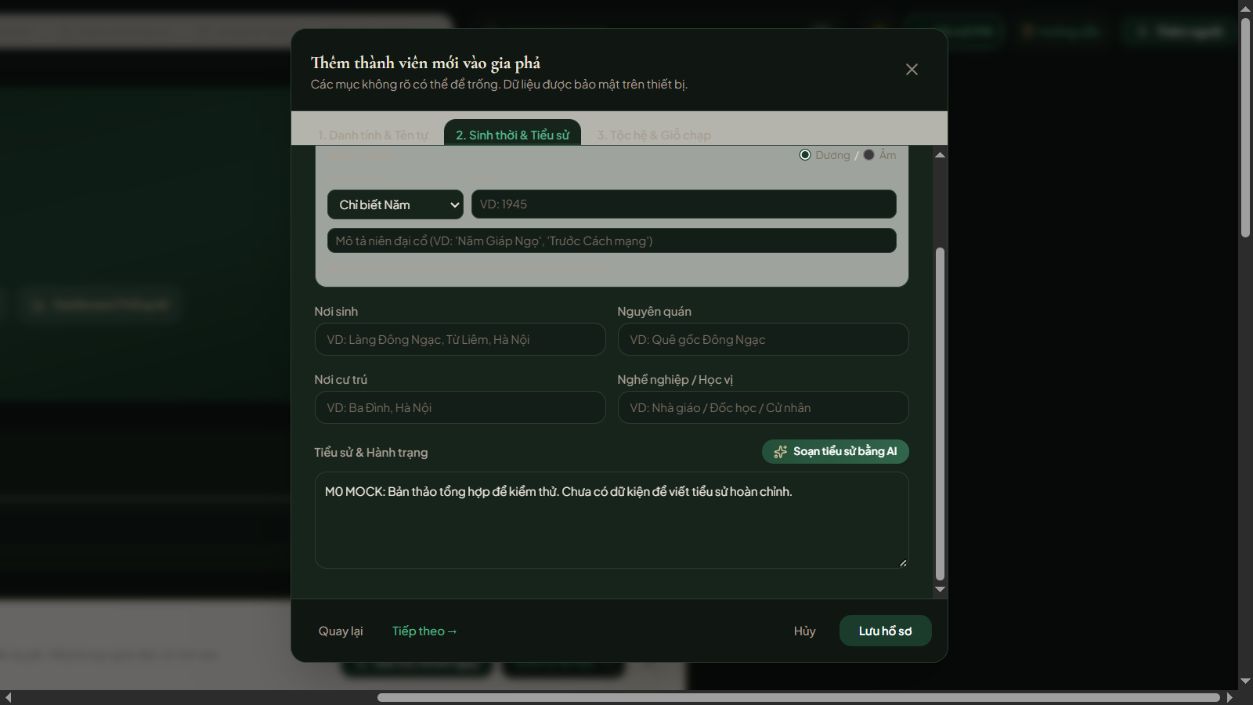 Thêm thành viên mới vào gia phả
Các mục không rõ có thể để trống. Dữ liệu được bảo mật trên thiết bị.
1. Danh tính & Tên tự
2. Sinh thời & Tiểu sử
3. Tộc hệ & Giỗ chạp
Dương / Âm
Chỉ biết Năm
VD: 1945
Mô tả niên đại cổ (VD: 'Năm Giáp Ngọ', 'Trước Cách mạng')
Nơi sinh
Nguyên quán
VD: Làng Đông Ngạc, Từ Liêm, Hà Nội
VD: Quê gốc Đông Ngạc
Nơi cư trú
Nghề nghiệp / Học vị
VD: Ba Đình, Hà Nội
VD: Nhà giáo / Đốc học / Cử nhân
Tiểu sử & Hành trạng
Soạn tiểu sử bằng AI
M0 MOCK: Bản thảo tổng hợp để kiểm thử. Chưa có dữ kiện để viết tiểu sử hoàn chỉnh.
Quay lại
Tiếp theo →
Hủy
Lưu hồ sơ